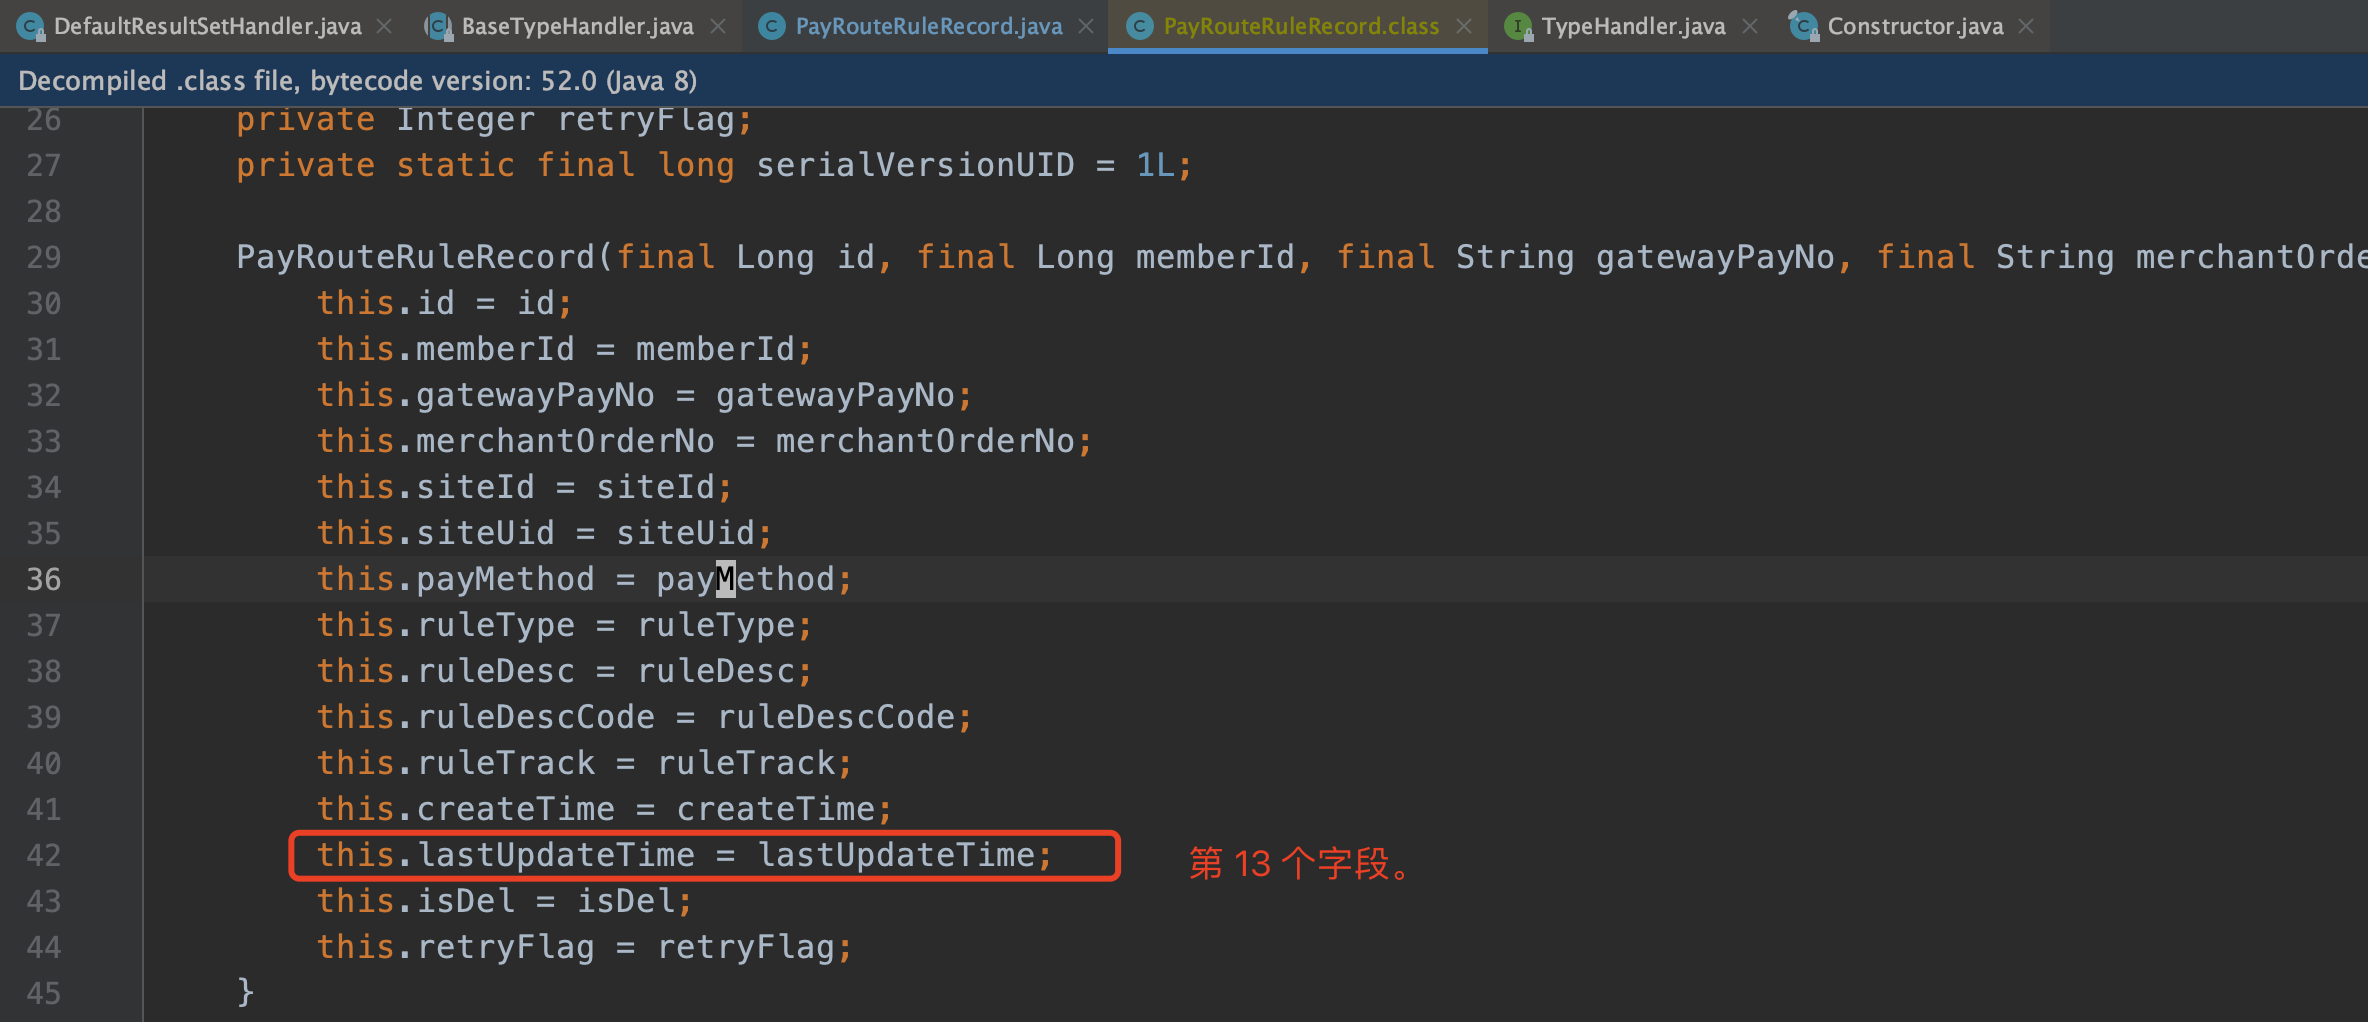 DefaultResultSetHandler.java BaseTypeHandler.java PayRouteRuleRecord.java PayRouteRuleRecord.class TypeHandler.java Constructor.java
Decompiled .class file, bytecode version: 52.0 (Java 8)
26 private Integer retryFlag;
27 private static final long serialVersionUID = 1L;
28
29 PayRouteRuleRecord(final Long id, final Long memberId, final String gatewayPayNo, final String merchantOrde
30 this.id = id;
31 this.memberId = memberId;
32 this.gatewayPayNo = gatewayPayNo;
33 this.merchantOrderNo = merchantOrderNo;
34 this.siteId = siteId;
35 this.siteUid = siteUid;
36 this.payMethod = payMethod;
37 this.ruleType = ruleType;
38 this.ruleDesc = ruleDesc;
39 this.ruleDescCode = ruleDescCode;
40 this.ruleTrack = ruleTrack;
41 this.createTime = createTime;
42 this.lastUpdateTime = lastUpdateTime; 第 13 个字段。
43 this.isDel = isDel;
44 this.retryFlag = retryFlag;
45 }